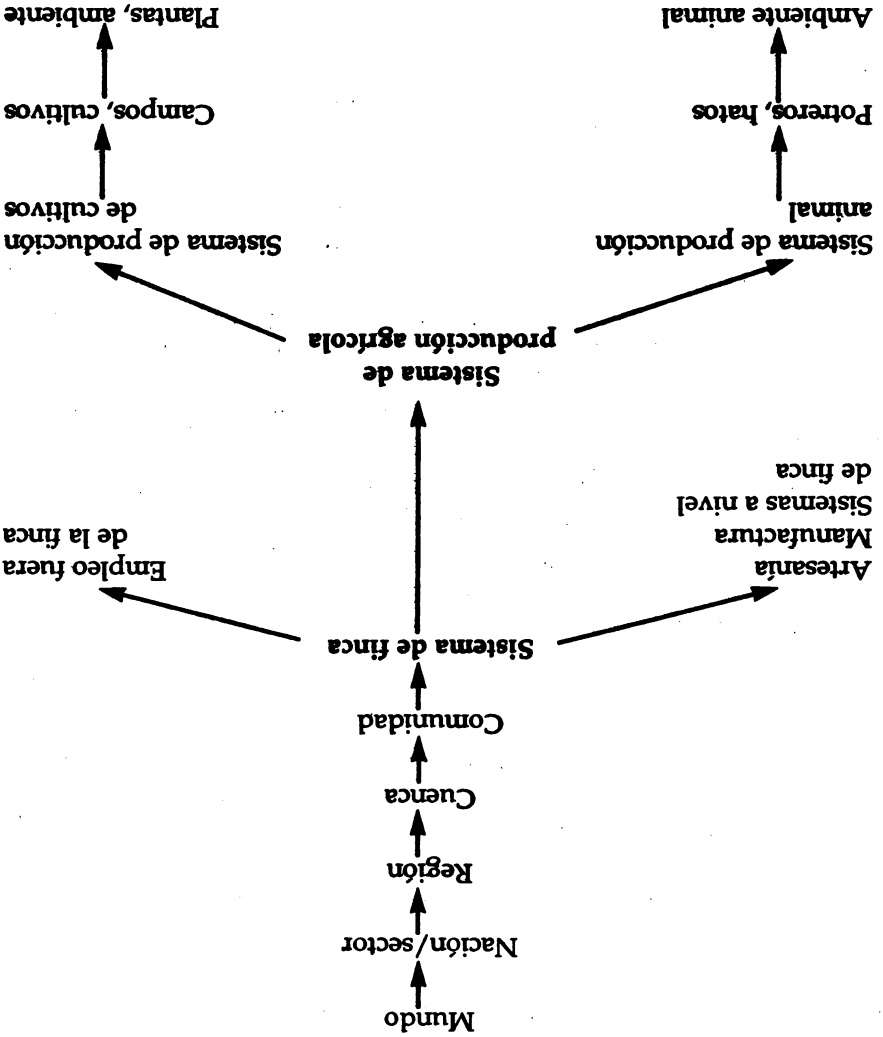 Mundo
Nación/sector
Región
Cuenca
Comunidad
Sistema de finca
Artesanía
Manufactura
Sistemas a nivel
de finca
Empleo fuera
de la finca
Sistema de
producción agrícola
Sistema de producción
animal
Sistema de producción
de cultivos
Potreros, hatos
Campos, cultivos
Ambiente animal
Plantas, ambiente